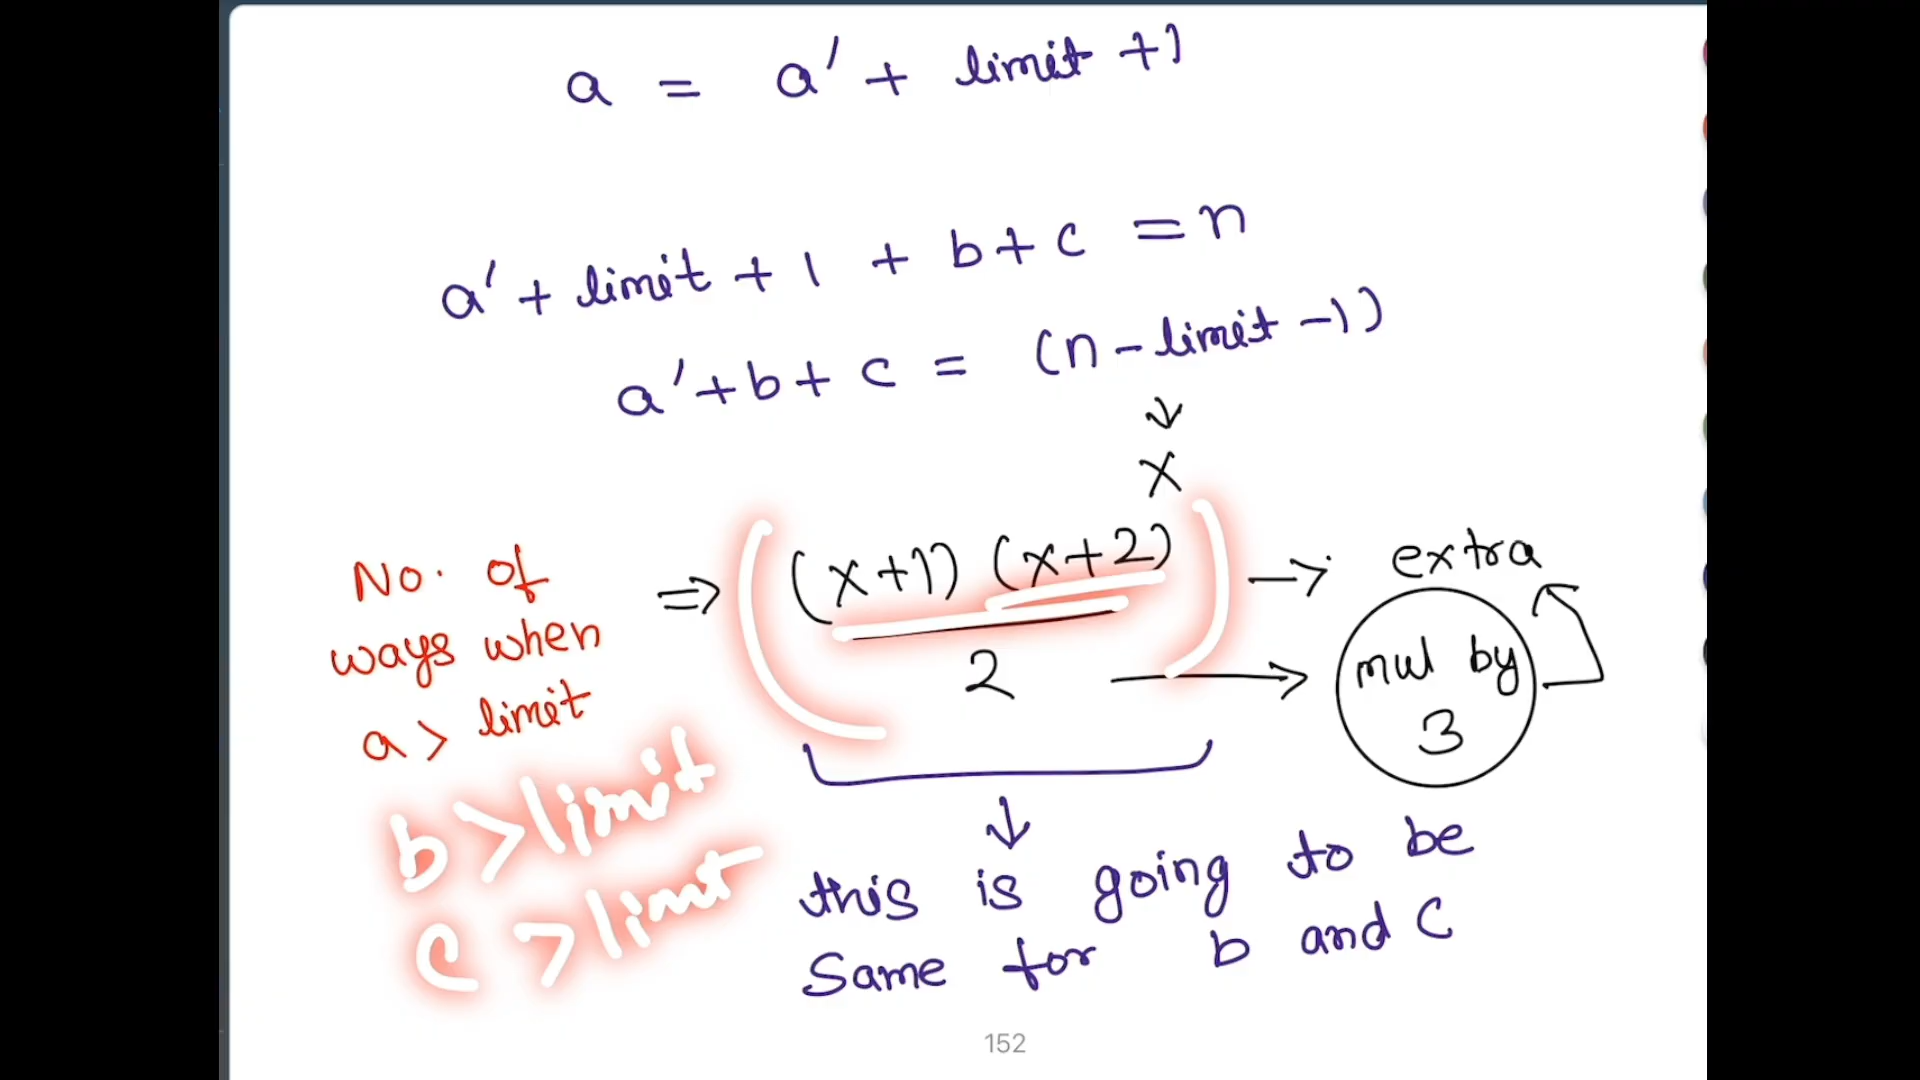 a = a' + limit +1
a' + limit + 1 + b + c = n
a' + b + c = (n - limit -1)
↓
x
No. of
ways when
a > limit
b > limit
c > limit
⇒ (x+1) (x+2)
2
→ extra
→ mul by
3
↓
this is going to be
same for b and c
152